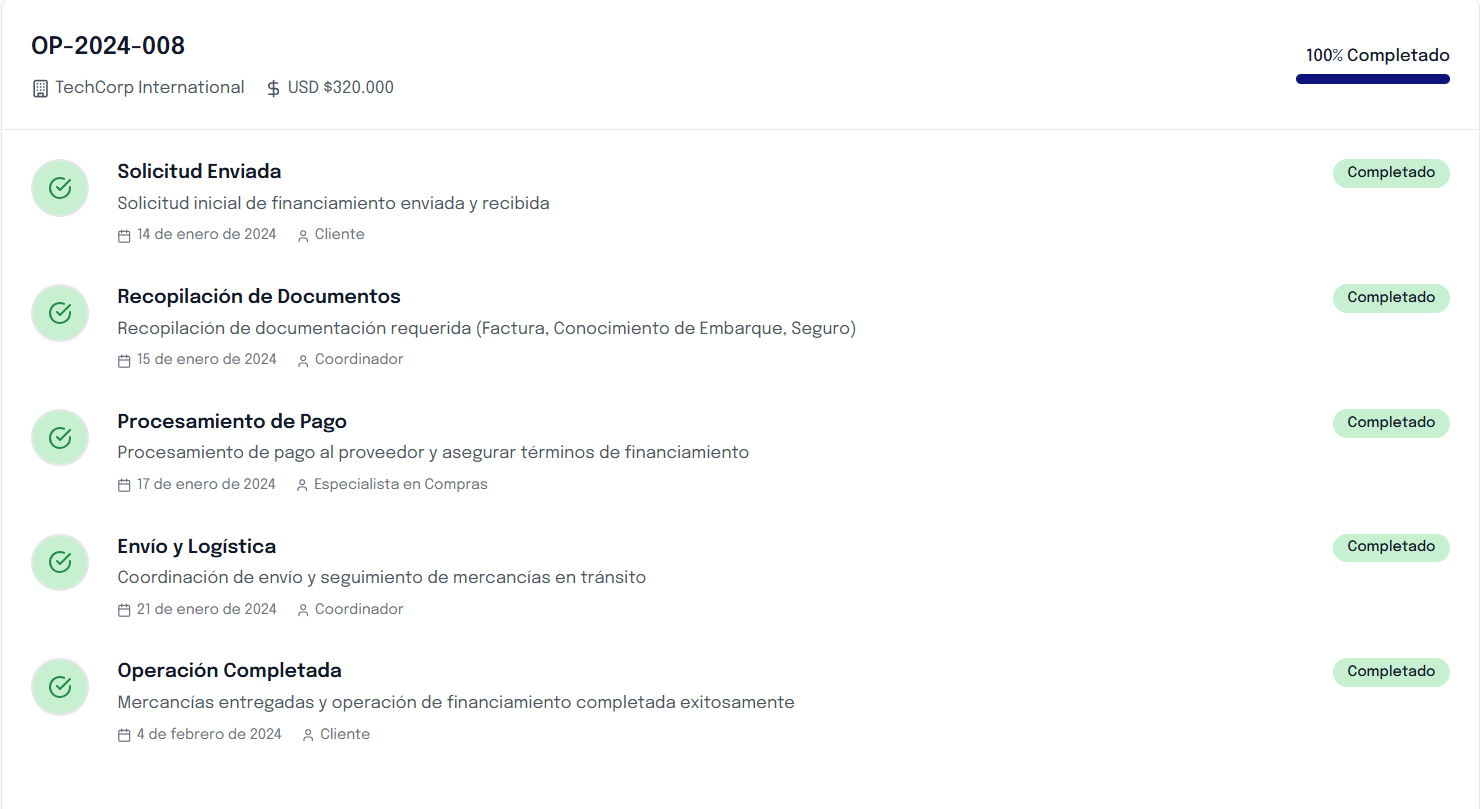 OP-2024-008
100% Completado
TechCorp International USD $320.000
Solicitud Enviada Completado
Solicitud inicial de financiamiento enviada y recibida
14 de enero de 2024 Cliente
Recopilación de Documentos Completado
Recopilación de documentación requerida (Factura, Conocimiento de Embarque, Seguro)
15 de enero de 2024 Coordinador
Procesamiento de Pago Completado
Procesamiento de pago al proveedor y asegurar términos de financiamiento
17 de enero de 2024 Especialista en Compras
Envío y Logística Completado
Coordinación de envío y seguimiento de mercancías en tránsito
21 de enero de 2024 Coordinador
Operación Completada Completado
Mercancías entregadas y operación de financiamiento completada exitosamente
4 de febrero de 2024 Cliente